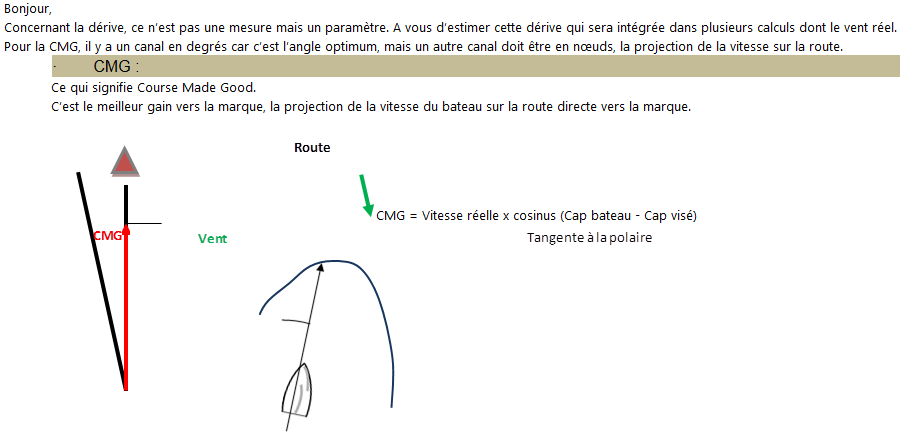 Bonjour,
Concernant la dérive, ce n'est pas une mesure mais un paramètre. A vous d'estimer cette dérive qui sera intégrée dans plusieurs calculs dont le vent réel.
Pour la CMG, il y a un canal en degrés car c'est l'angle optimum, mais un autre canal doit être en nœuds, la projection de la vitesse sur la route.
· CMG :
Ce qui signifie Course Made Good.
C'est le meilleur gain vers la marque, la projection de la vitesse du bateau sur la route directe vers la marque.
Route
CMG = Vitesse réelle x cosinus (Cap bateau - Cap visé)
CMG
Vent
Tangente à la polaire